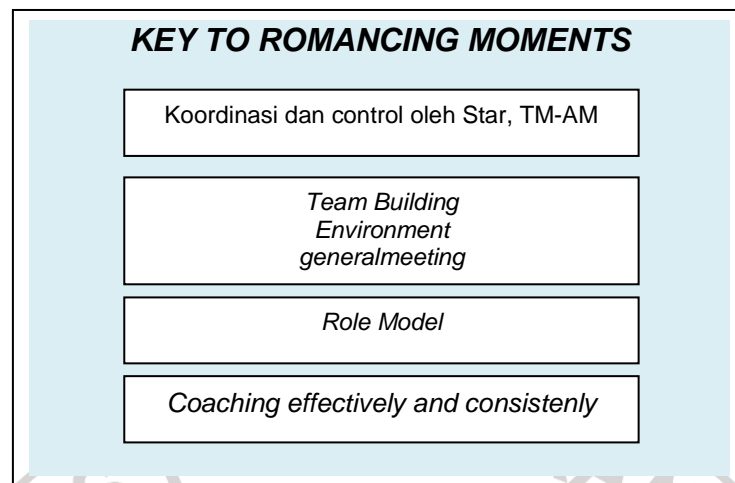 KEY TO ROMANCING MOMENTS
Koordinasi dan control oleh Star, TM-AM
Team Building
Environment
generalmeeting
Role Model
Coaching effectively and consistenly